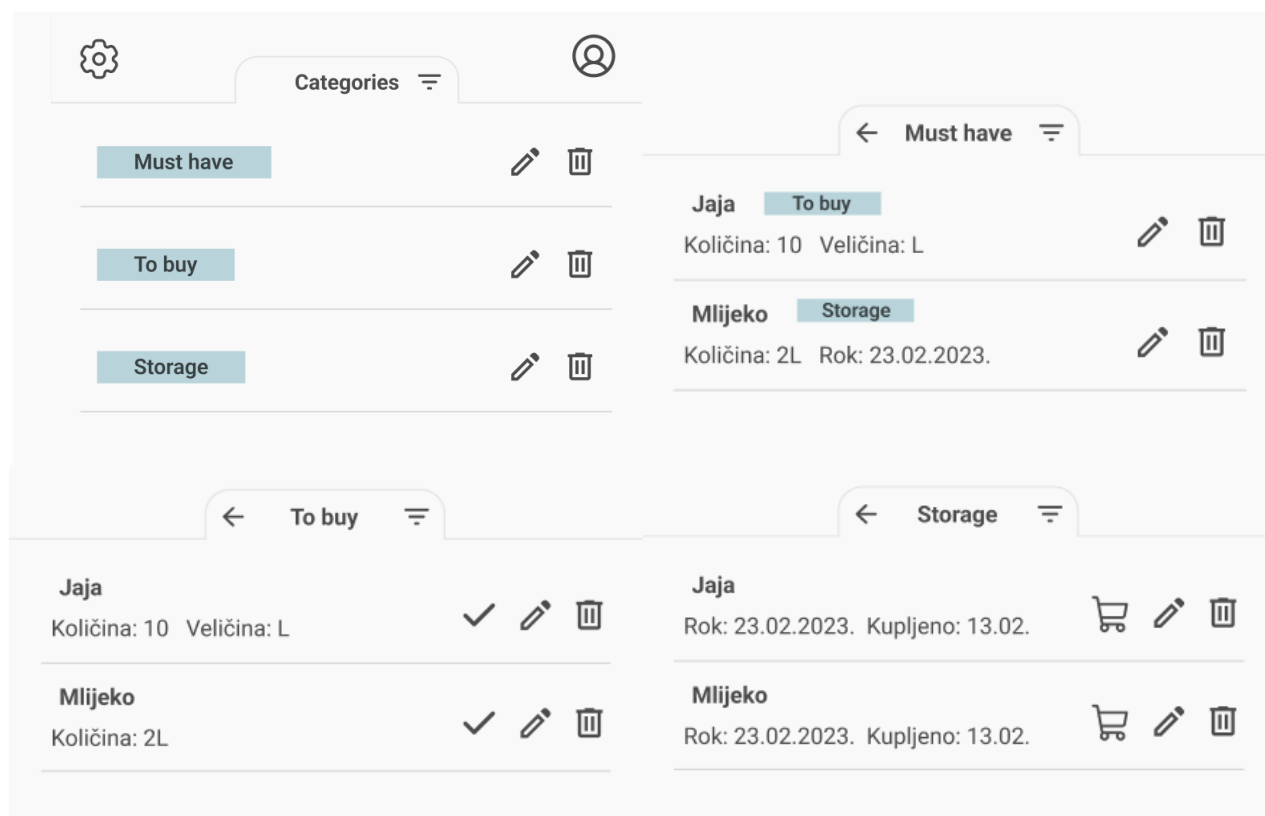 Categories
Must have
To buy
Storage
Must have
Jaja To buy
Količina: 10 Veličina: L
Mlijeko Storage
Količina: 2L Rok: 23.02.2023.
To buy
Jaja
Količina: 10 Veličina: L
Mlijeko
Količina: 2L
Storage
Jaja
Rok: 23.02.2023. Kupljeno: 13.02.
Mlijeko
Rok: 23.02.2023. Kupljeno: 13.02.